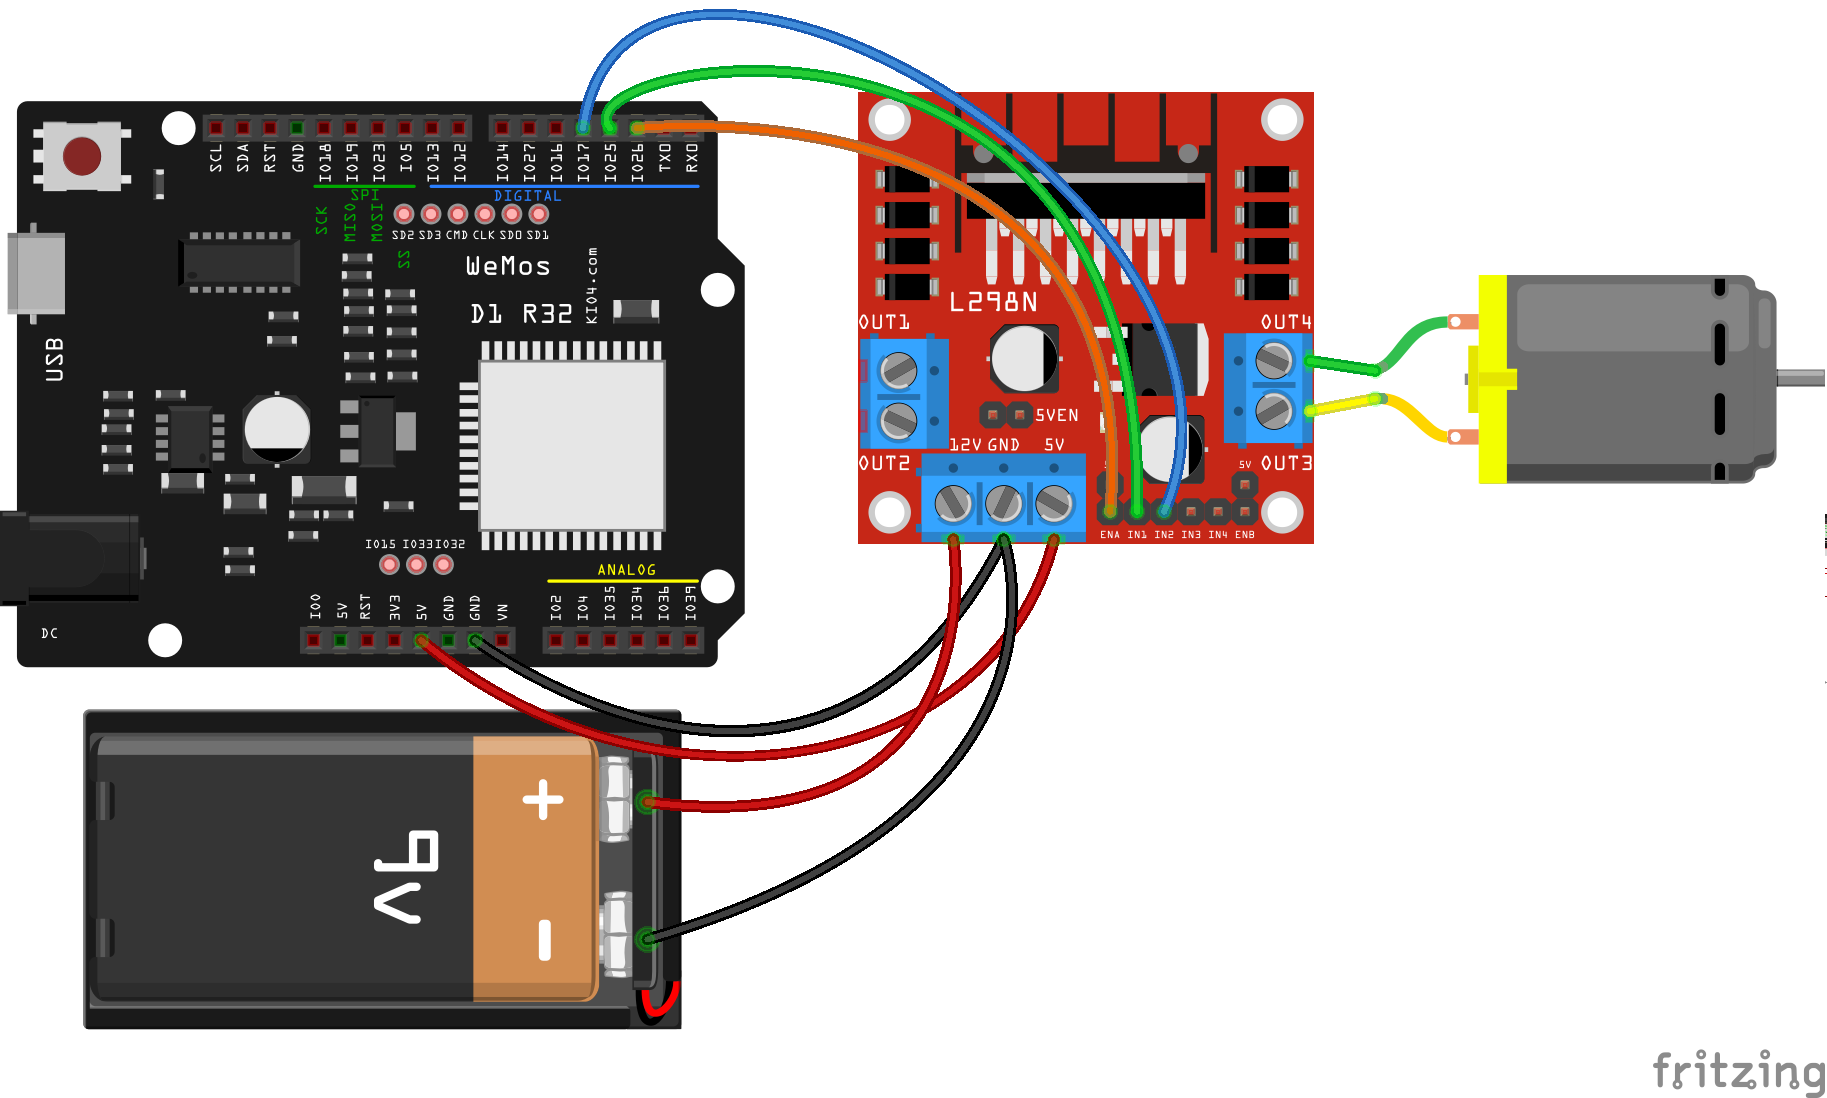 SCL SDA RST GND IO18 IO19 IO23 IO5 IO13 IO12 IO14 IO27 IO16 IO17 IO25 IO26 TXO RXO
SPI DIGITAL
SCK MISO MOSI SS
SD2 SD3 CMD CLK SD0 SD1
WeMos
D1 R32
KIO4.com
USB
IO15 IO33 IO32
ANALOG
IO0 5V RST 3V3 5V GND GND VN IO2 IO4 IO35 IO34 IO36 IO39
DC
L298N
OUT1 OUT4
5VEN
12V GND 5V
OUT2 5V OUT3
ENA IN1 IN2 IN3 IN4 ENB
+
9V
-
fritzing